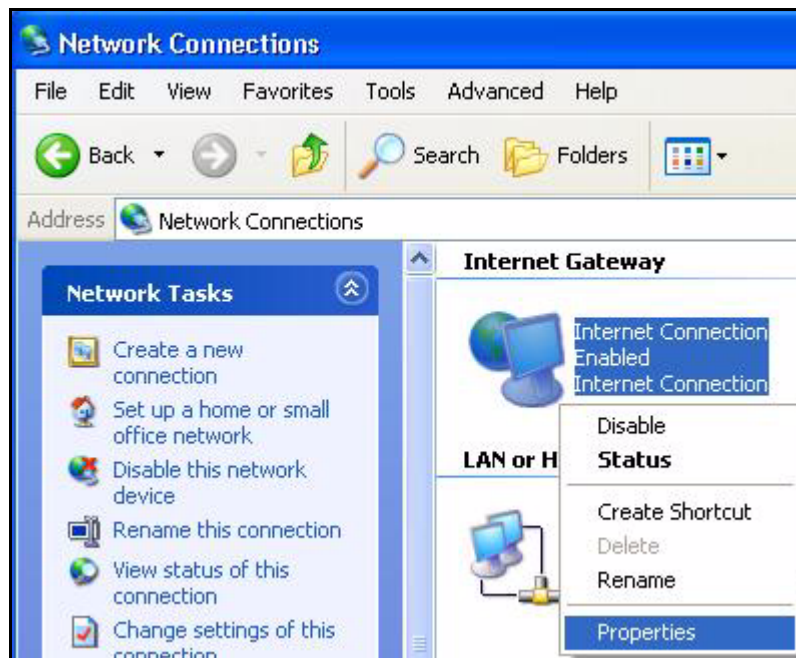 Network Connections
File Edit View Favorites Tools Advanced Help
Back Search Folders
Address Network Connections
Network Tasks
Create a new
connection
Set up a home or small
office network
Disable this network
device
Rename this connection
View status of this
connection
Change settings of this
connection
Internet Gateway
Internet Connection
Enabled
Internet Connection
LAN or H
Disable
Status
Create Shortcut
Delete
Rename
Properties